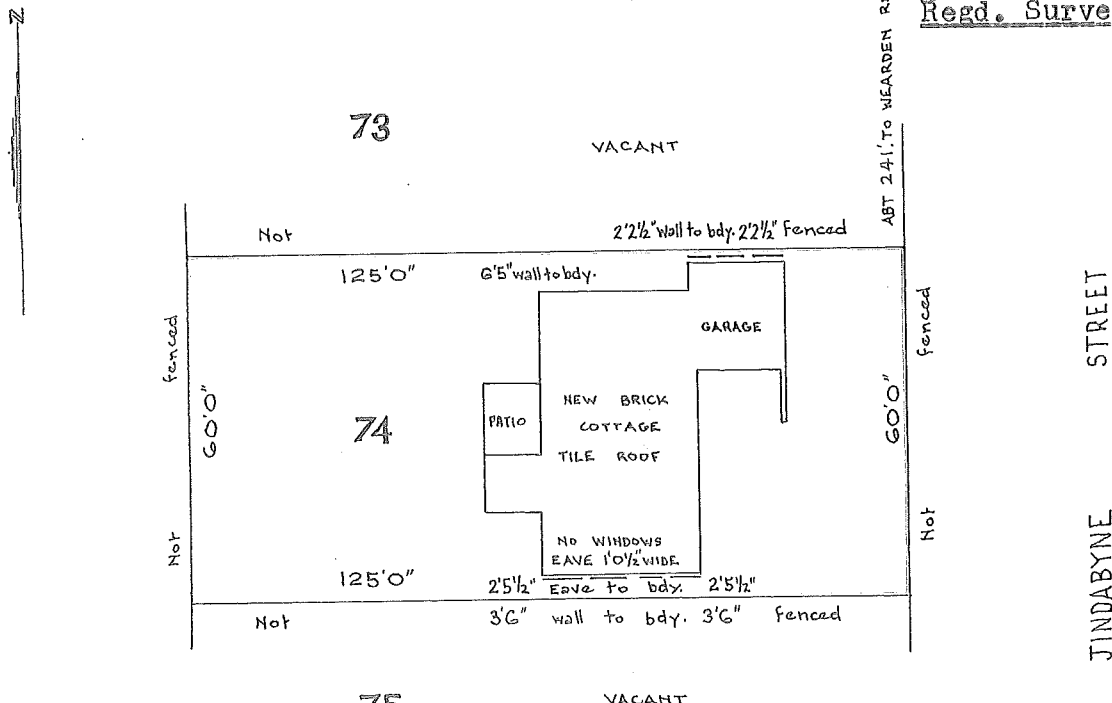 N
Regd. Surve
ABT 241' TO WEARDEN R
73
VACANT
Not
2'2½" wall to bdy. 2'2½" Fenced
125'0"
6'5" wall to bdy.
GARAGE
fenced
60'0"
Not
74
PATIO
NEW BRICK
COTTAGE
TILE ROOF
60'0"
fenced
Not
JINDABYNE STREET
NO WINDOWS
EAVE 1'0½" WIDE
125'0"
2'5½" Eave to bdy. 2'5½"
Not
3'6" wall to bdy. 3'6" fenced
75
VACANT